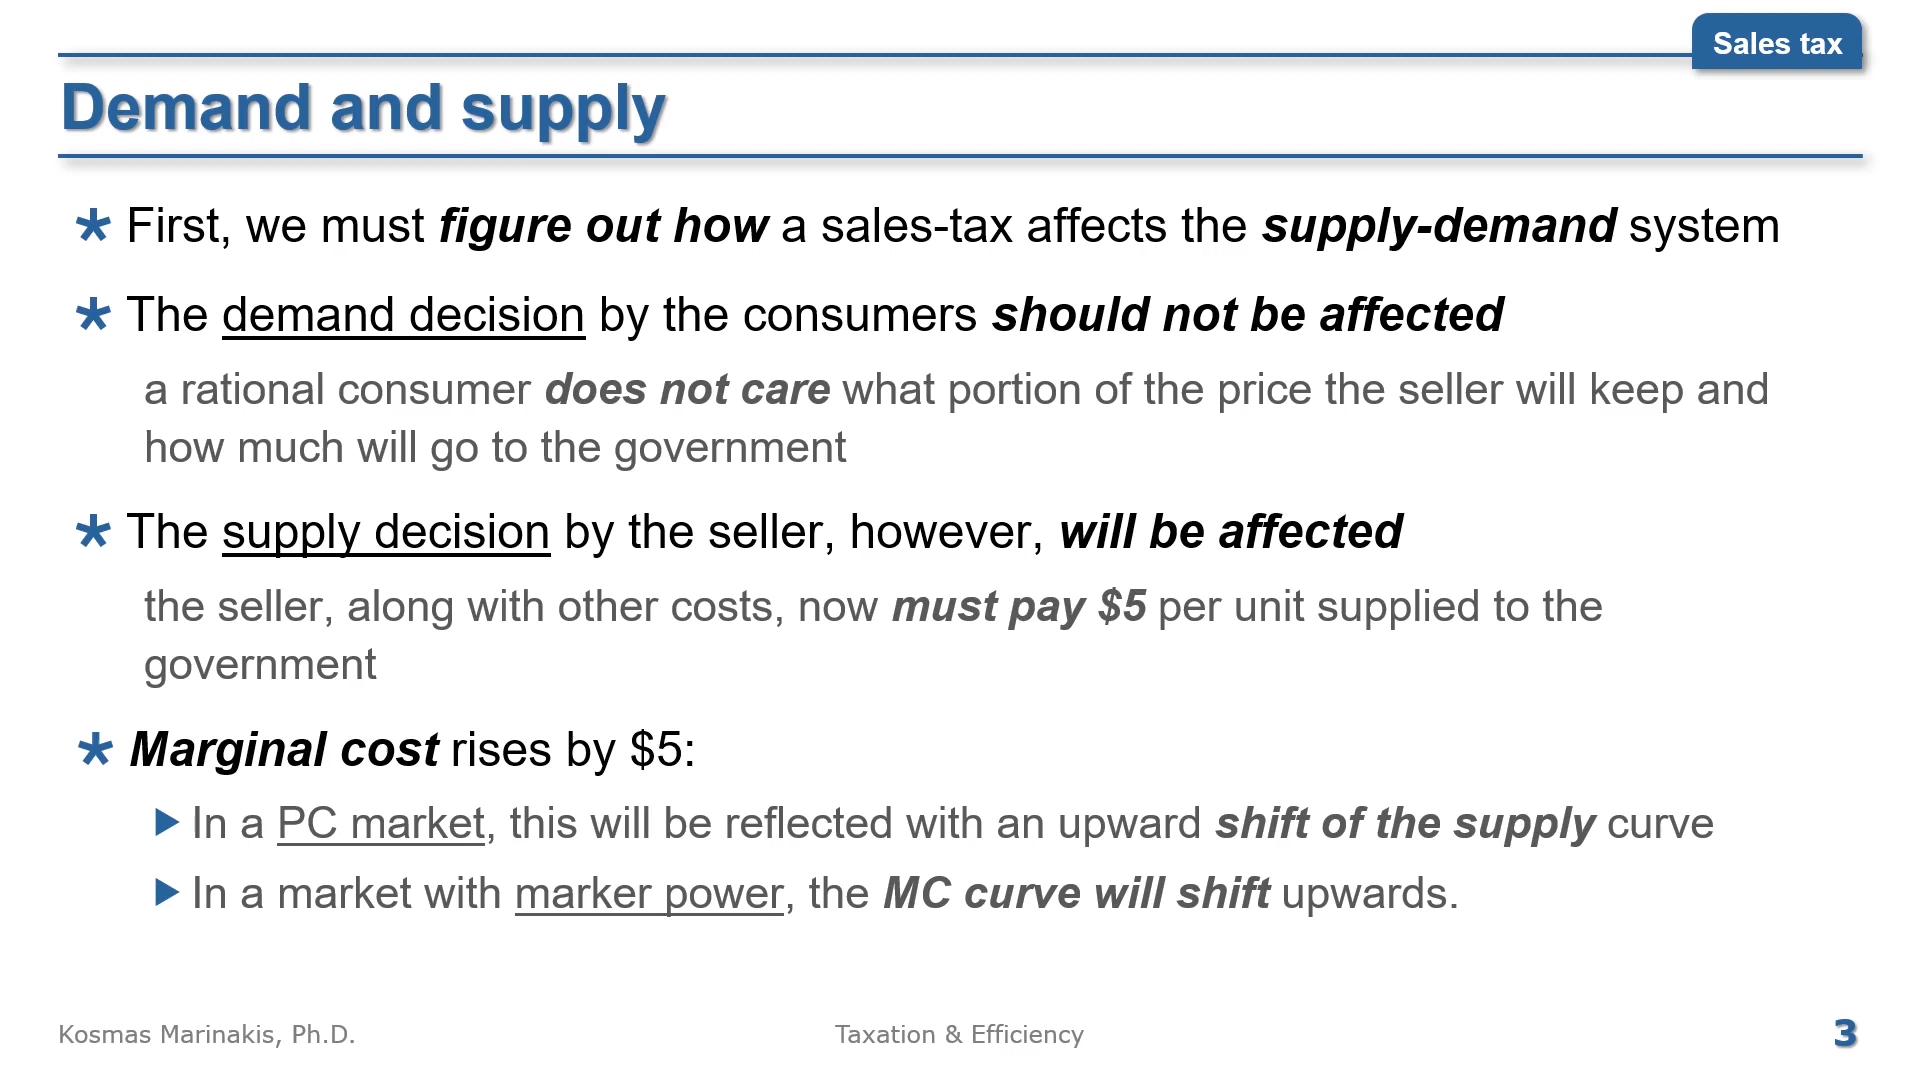 Sales tax
Demand and supply
* First, we must figure out how a sales-tax affects the supply-demand system
* The demand decision by the consumers should not be affected
a rational consumer does not care what portion of the price the seller will keep and
how much will go to the government
* The supply decision by the seller, however, will be affected
the seller, along with other costs, now must pay $5 per unit supplied to the
government
* Marginal cost rises by $5:
▶ In a PC market, this will be reflected with an upward shift of the supply curve
▶ In a market with marker power, the MC curve will shift upwards.
Kosmas Marinakis, Ph.D.
Taxation & Efficiency
3